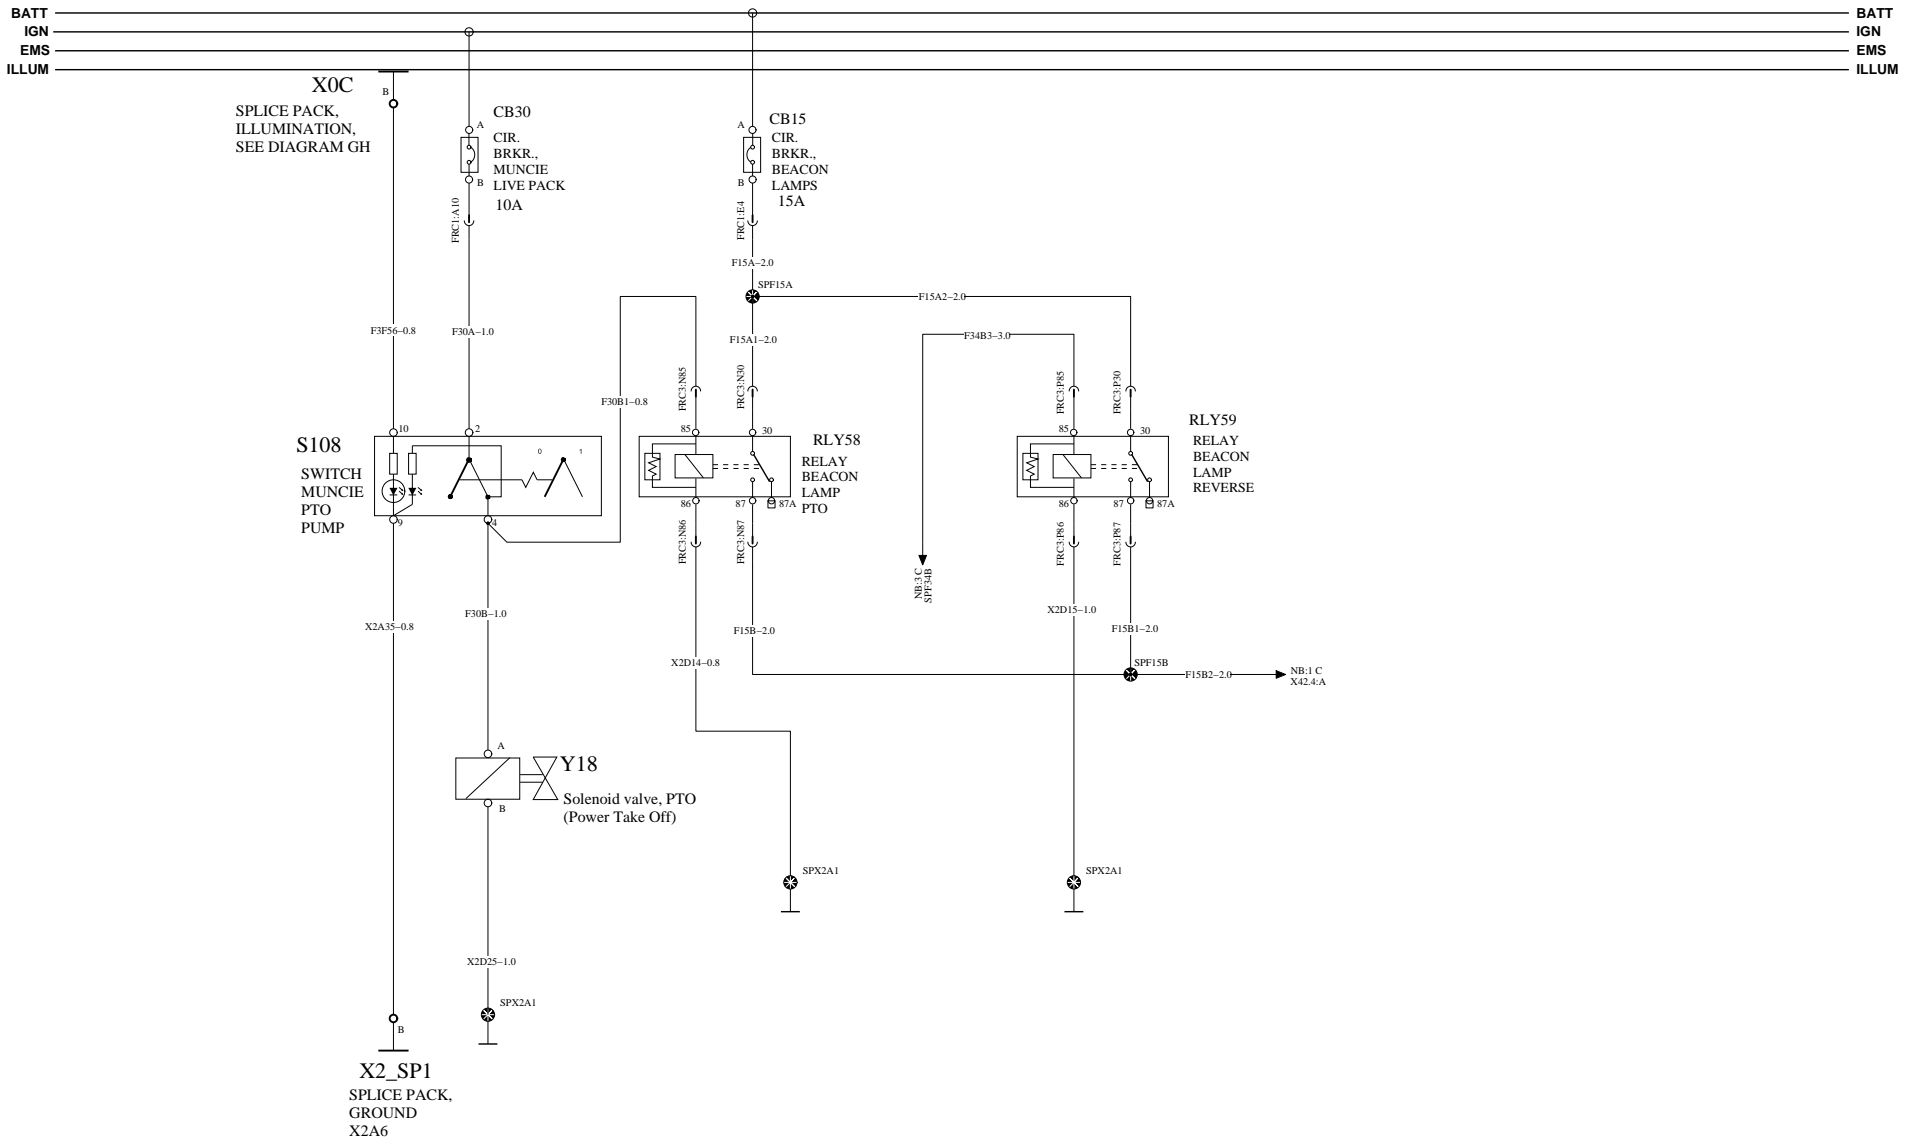 BATT
BATT
IGN
IGN
EMS
EMS
ILLUM
ILLUM
X0C
B
SPLICE PACK,
ILLUMINATION,
SEE DIAGRAM GH
CB30
A
CIR.
BRKR.,
MUNCIE
LIVE PACK
B
10A
FRC1:A10
CB15
A
CIR.
BRKR.,
BEACON
LAMPS
B
15A
FRC1:E4
F15A-2.0
SPF15A
F15A2-2.0
F3F56-0.8
F30A-1.0
F15A1-2.0
F34B3-3.0
F30B1-0.8
FRC3:N85
FRC3:N30
FRC3:P85
FRC3:P30
S108
SWITCH
MUNCIE
PTO
PUMP
10
2
0
1
9
4
85
30
RLY58
RELAY
BEACON
LAMP
PTO
86
87
87A
85
30
RLY59
RELAY
BEACON
LAMP
REVERSE
86
87
87A
FRC3:N86
FRC3:N87
NB:3 C
SPF34B
FRC3:P86
FRC3:P87
F30B-1.0
X2A35-0.8
F15B-2.0
X2D14-0.8
X2D15-1.0
F15B1-2.0
SPF15B
F15B2-2.0
NB:1 C
X42.4:A
A
Y18
B
Solenoid valve, PTO
(Power Take Off)
SPX2A1
SPX2A1
X2D25-1.0
SPX2A1
B
X2_SP1
SPLICE PACK,
GROUND
X2A6